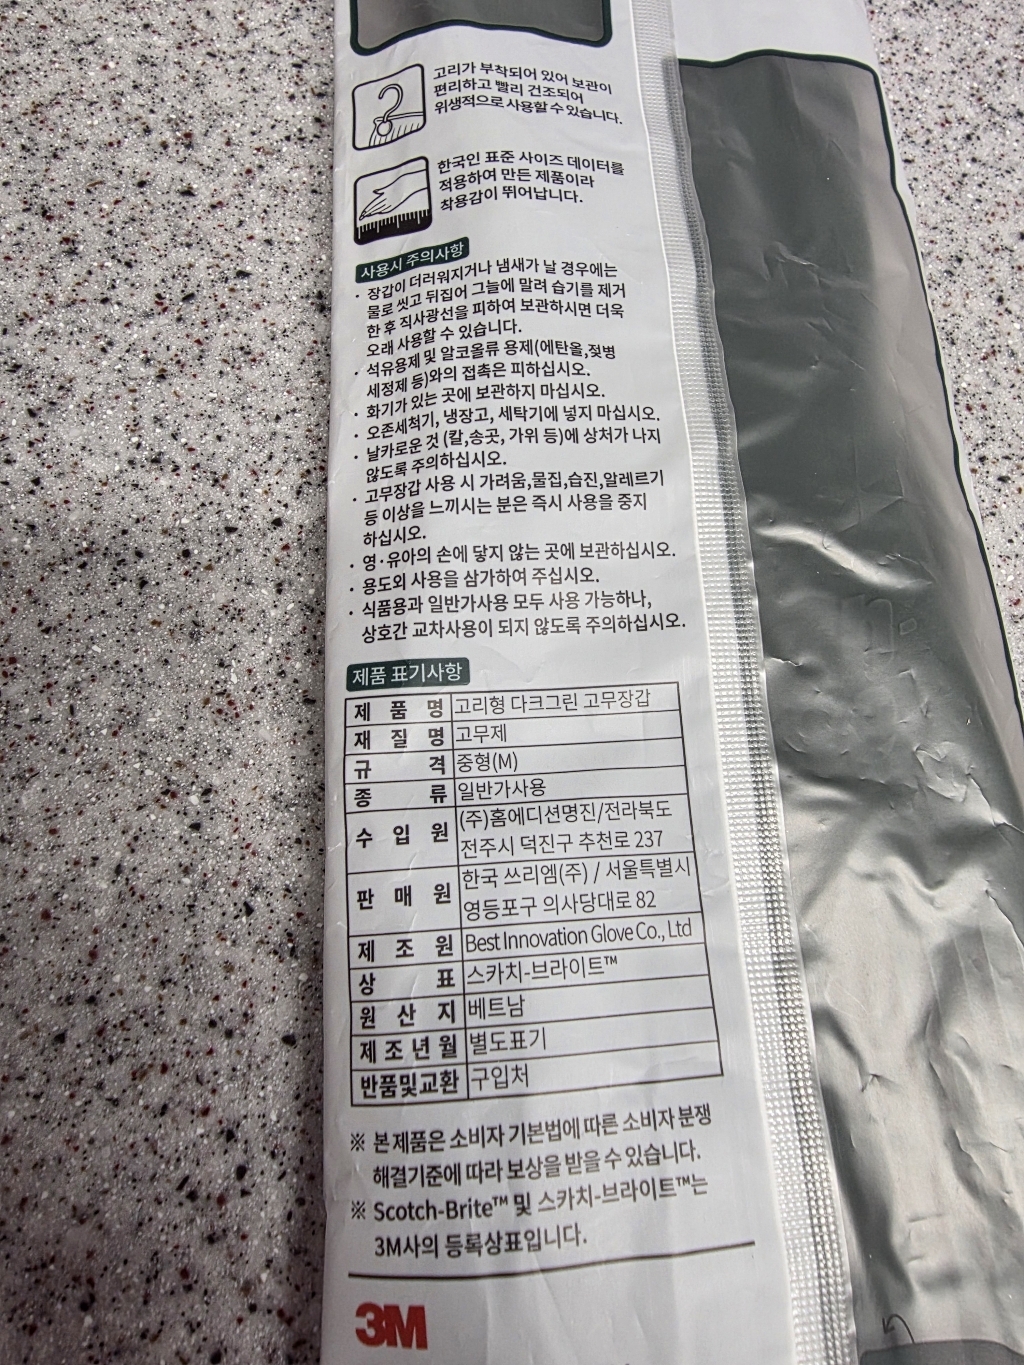 고리가 부착되어 있어 보관이
편리하고 빨리 건조되어
위생적으로 사용할 수 있습니다.
한국인 표준 사이즈 데이터를
적용하여 만든 제품이라
착용감이 뛰어납니다.
사용시 주의사항
· 장갑이 더러워지거나 냄새가 날 경우에는
물로 씻고 뒤집어 그늘에 말려 습기를 제거
한 후 직사광선을 피하여 보관하시면 더욱
오래 사용할 수 있습니다.
· 석유용제 및 알코올류 용제(에탄올,젖병
세정제 등)와의 접촉은 피하십시오.
· 화기가 있는 곳에 보관하지 마십시오.
· 오존세척기, 냉장고, 세탁기에 넣지 마십시오.
· 날카로운 것 (칼,송곳, 가위 등)에 상처가 나지
않도록 주의하십시오.
· 고무장갑 사용 시 가려움,물집,습진,알레르기
등 이상을 느끼시는 분은 즉시 사용을 중지
하십시오.
· 영·유아의 손에 닿지 않는 곳에 보관하십시오.
· 용도외 사용을 삼가하여 주십시오.
· 식품용과 일반가사용 모두 사용 가능하나,
상호간 교차사용이 되지 않도록 주의하십시오.
제품 표기사항
제 품 명 고리형 다크그린 고무장갑
재 질 명 고무제
규 격 중형(M)
종 류 일반가사용
수 입 원 (주)홈에디션명진/전라북도
전주시 덕진구 추천로 237
판 매 원 한국 쓰리엠(주) / 서울특별시
영등포구 의사당대로 82
제 조 원 Best Innovation Glove Co., Ltd
상 표 스카치-브라이트™
원 산 지 베트남
제 조 년 월 별도표기
반품및교환 구입처
※ 본 제품은 소비자 기본법에 따른 소비자 분쟁
해결기준에 따라 보상을 받을 수 있습니다.
※ Scotch-Brite™ 및 스카치-브라이트™는
3M사의 등록상표입니다.
3M